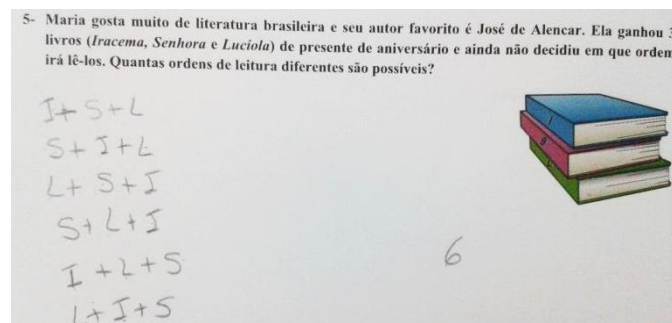 5- Maria gosta muito de literatura brasileira e seu autor favorito é José de Alencar. Ela ganhou 3
livros (Iracema, Senhora e Lucíola) de presente de aniversário e ainda não decidiu em que ordem
irá lê-los. Quantas ordens de leitura diferentes são possíveis?
I+S+L
S+I+L
L+S+I
S+L+I
I+L+S
L+I+S
6
I
S
L